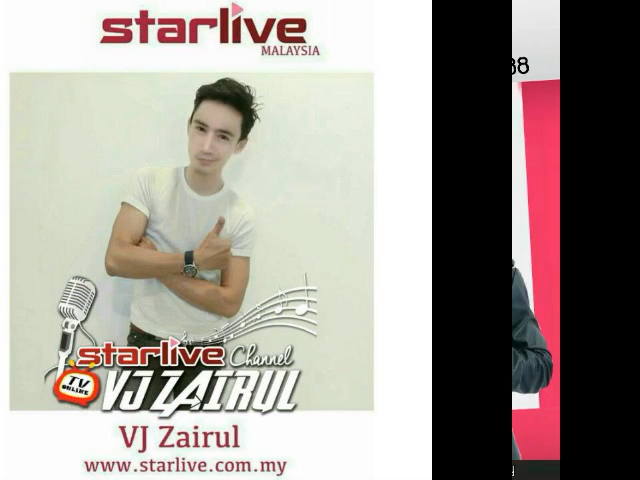 starlive
MALAYSIA
starlive Channel
TV
ONLINE
VJ ZAIRUL
VJ Zairul
www.starlive.com.my